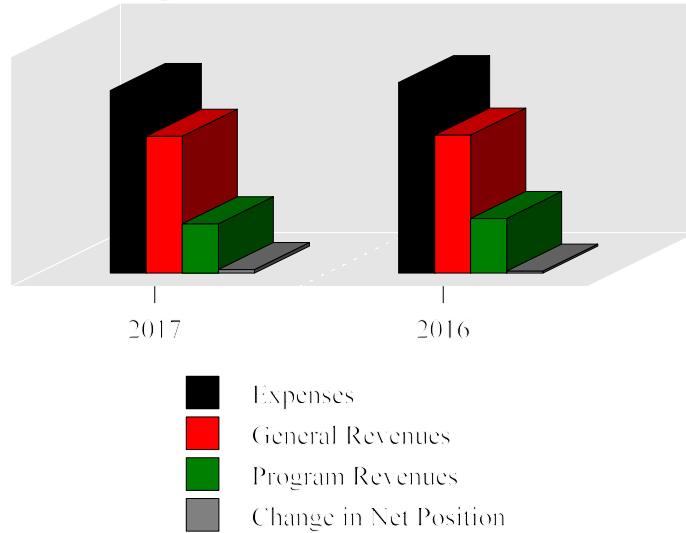 2017 2016
Expenses
General Revenues
Program Revenues
Change in Net Position